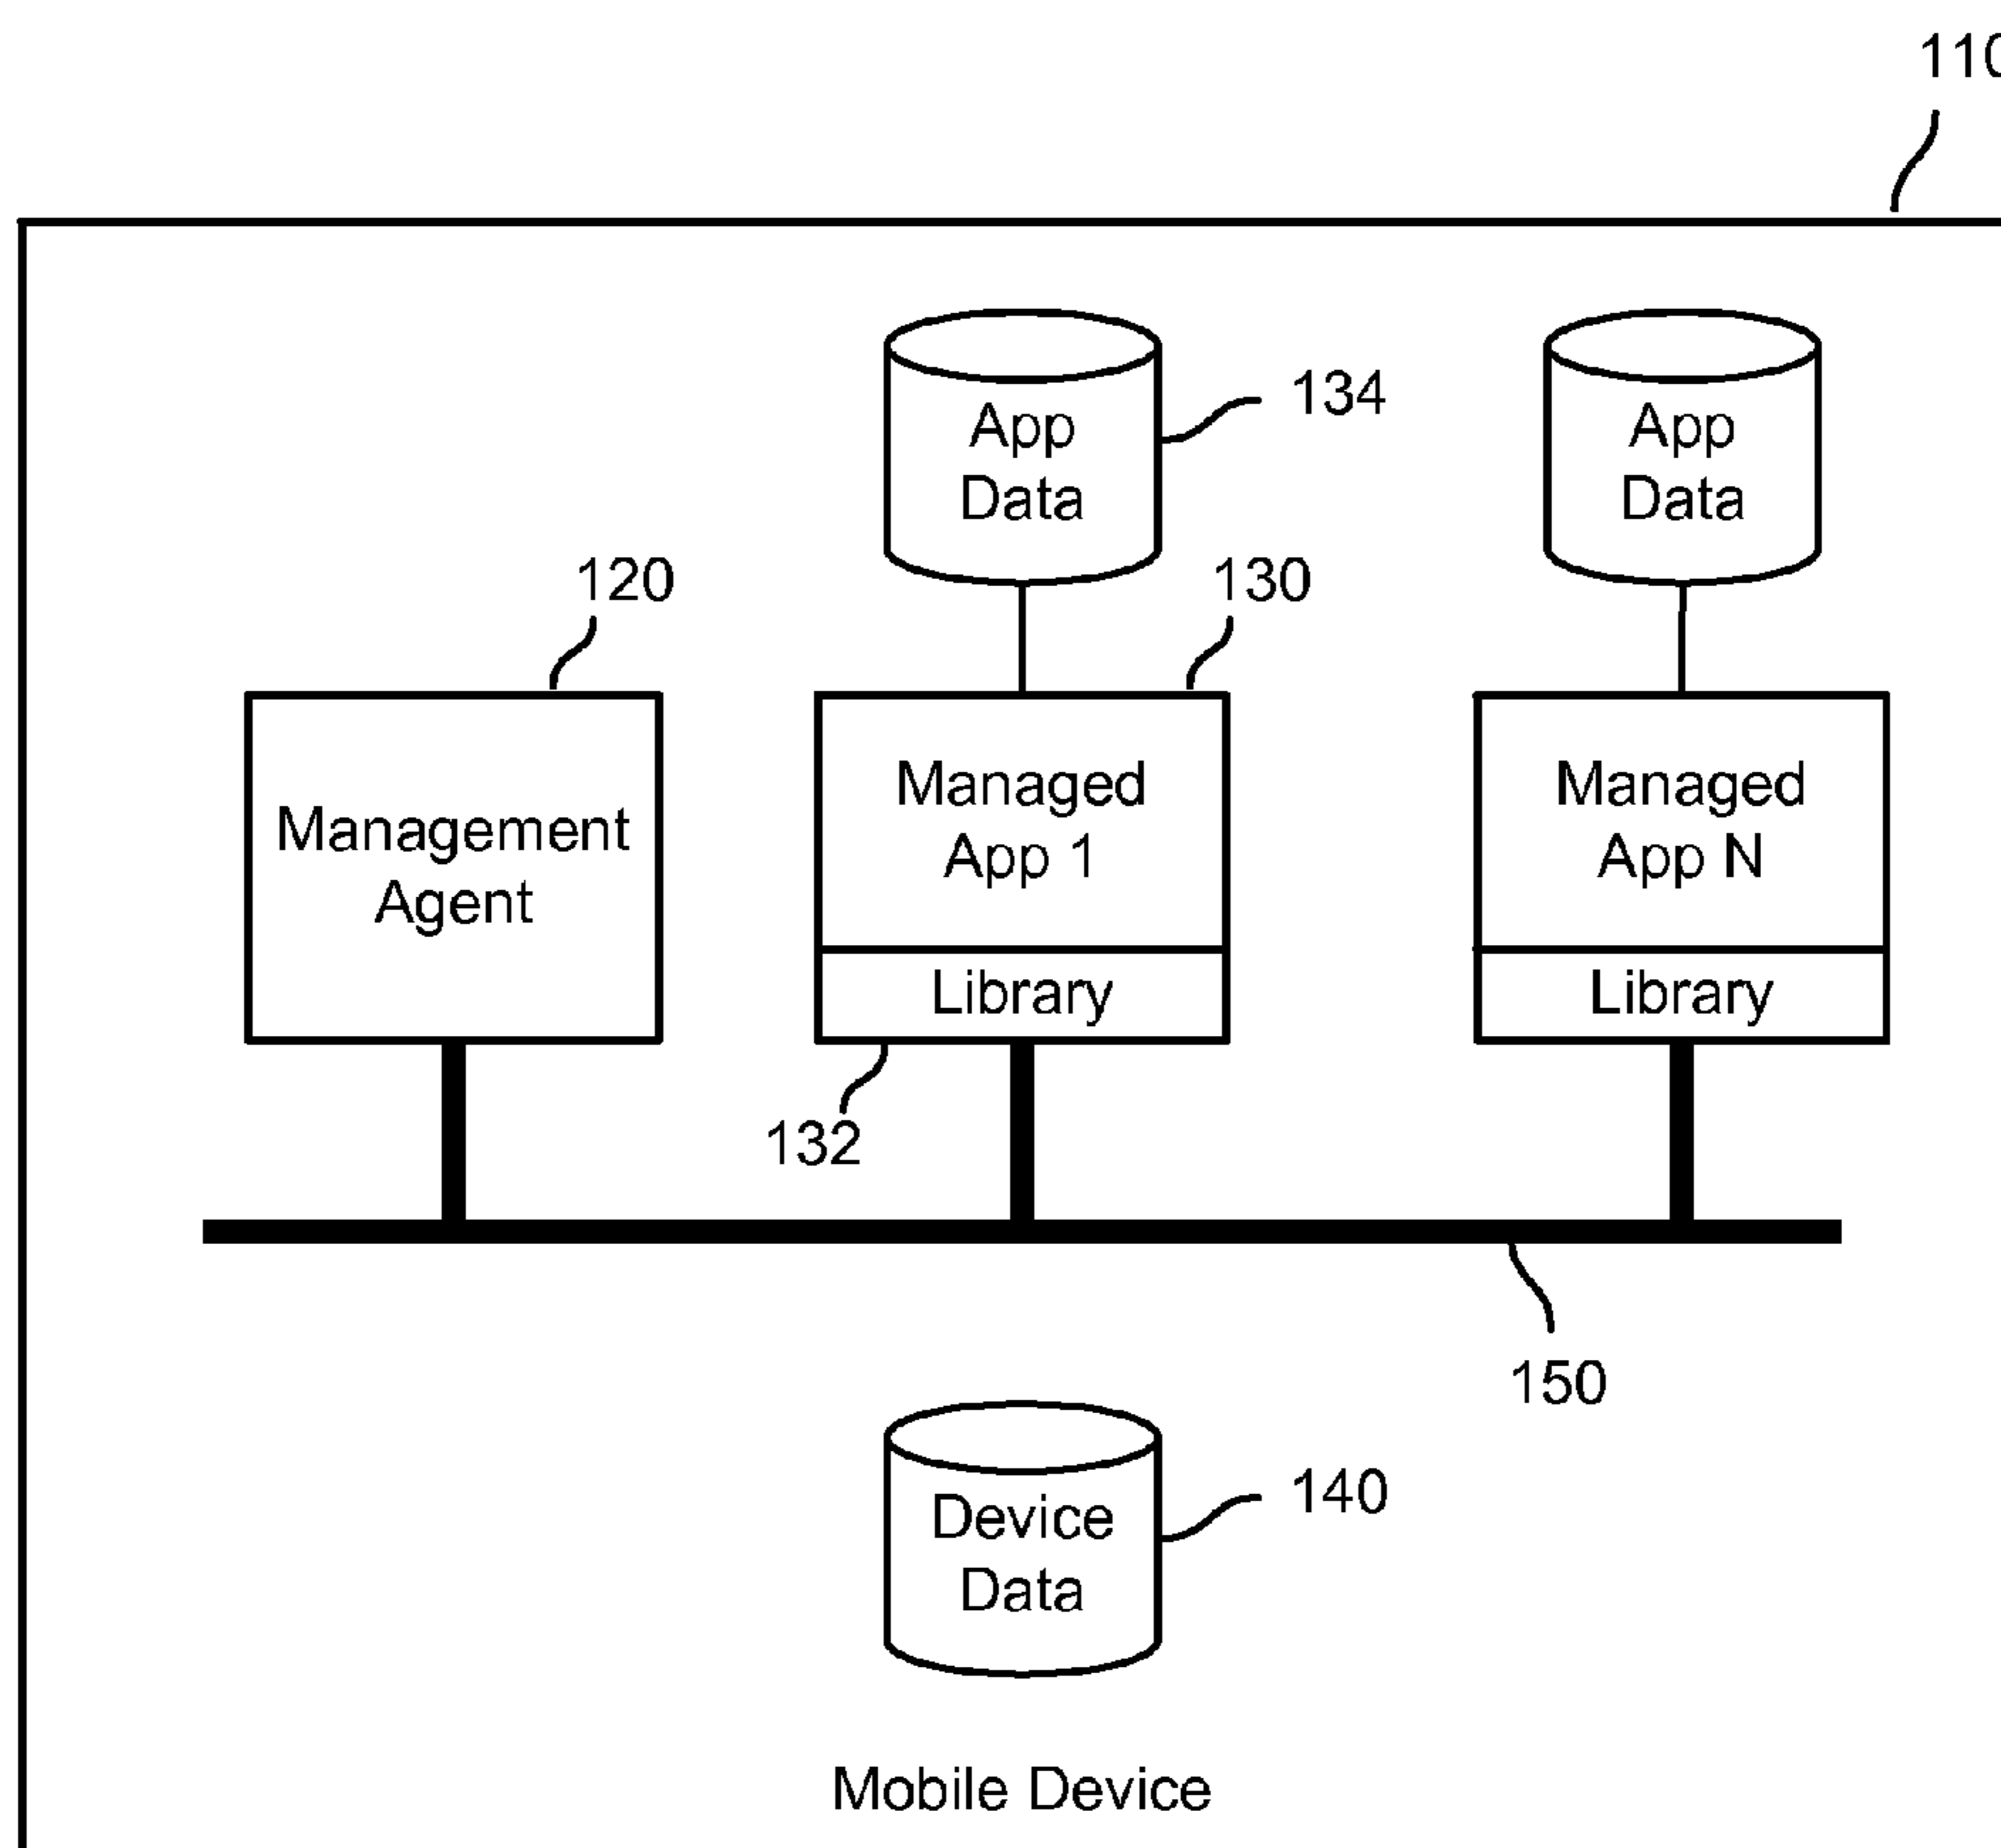 110
App
Data
134
App
Data
120
130
Management
Agent
Managed
App 1
Library
Managed
App N
Library
132
150
Device
Data
140
Mobile Device